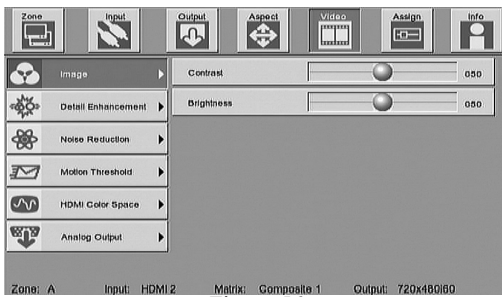 Zone Input Output Aspect Video Assign Info
Image Contrast 050
Detail Enhancement Brightness 050
Noise Reduction
Motion Threshold
HDMI Color Space
Analog Output
Zone: A Input: HDMI 2 Matrix: Composite 1 Output: 720x480i60